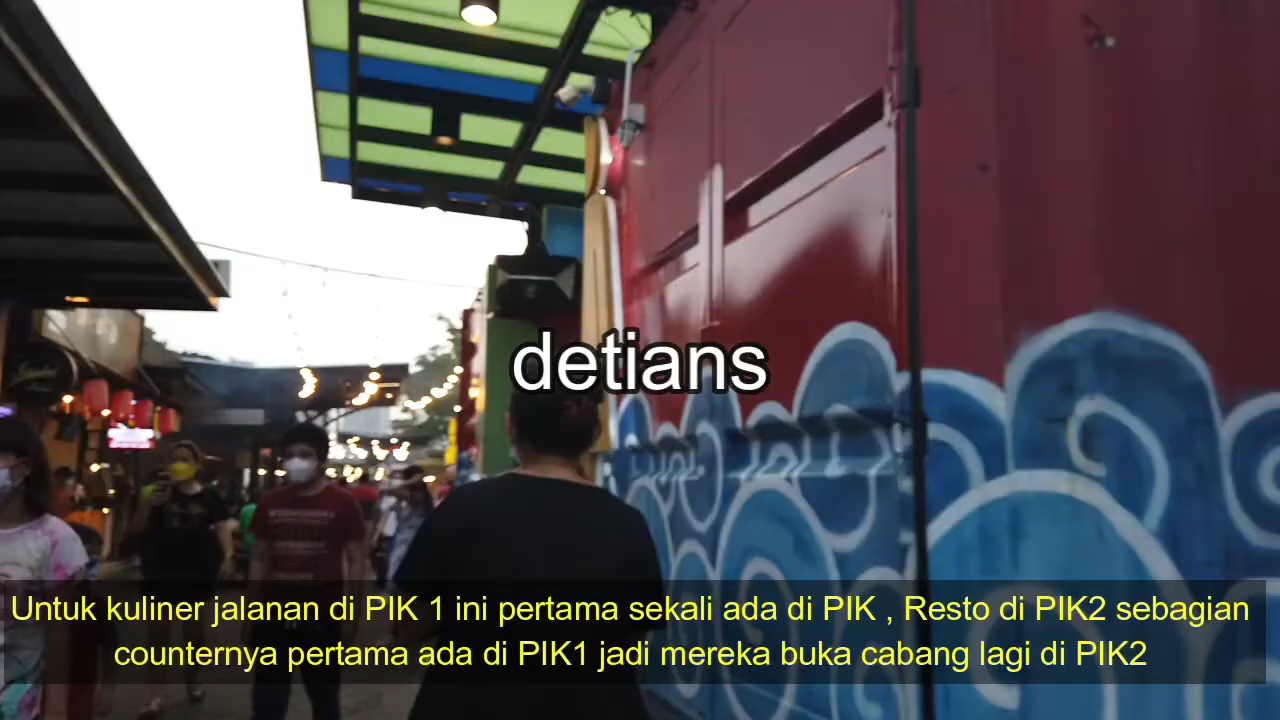 detians
Untuk kuliner jalanan di PIK 1 ini pertama sekali ada di PIK , Resto di PIK2 sebagian
counternya pertama ada di PIK1 jadi mereka buka cabang lagi di PIK2